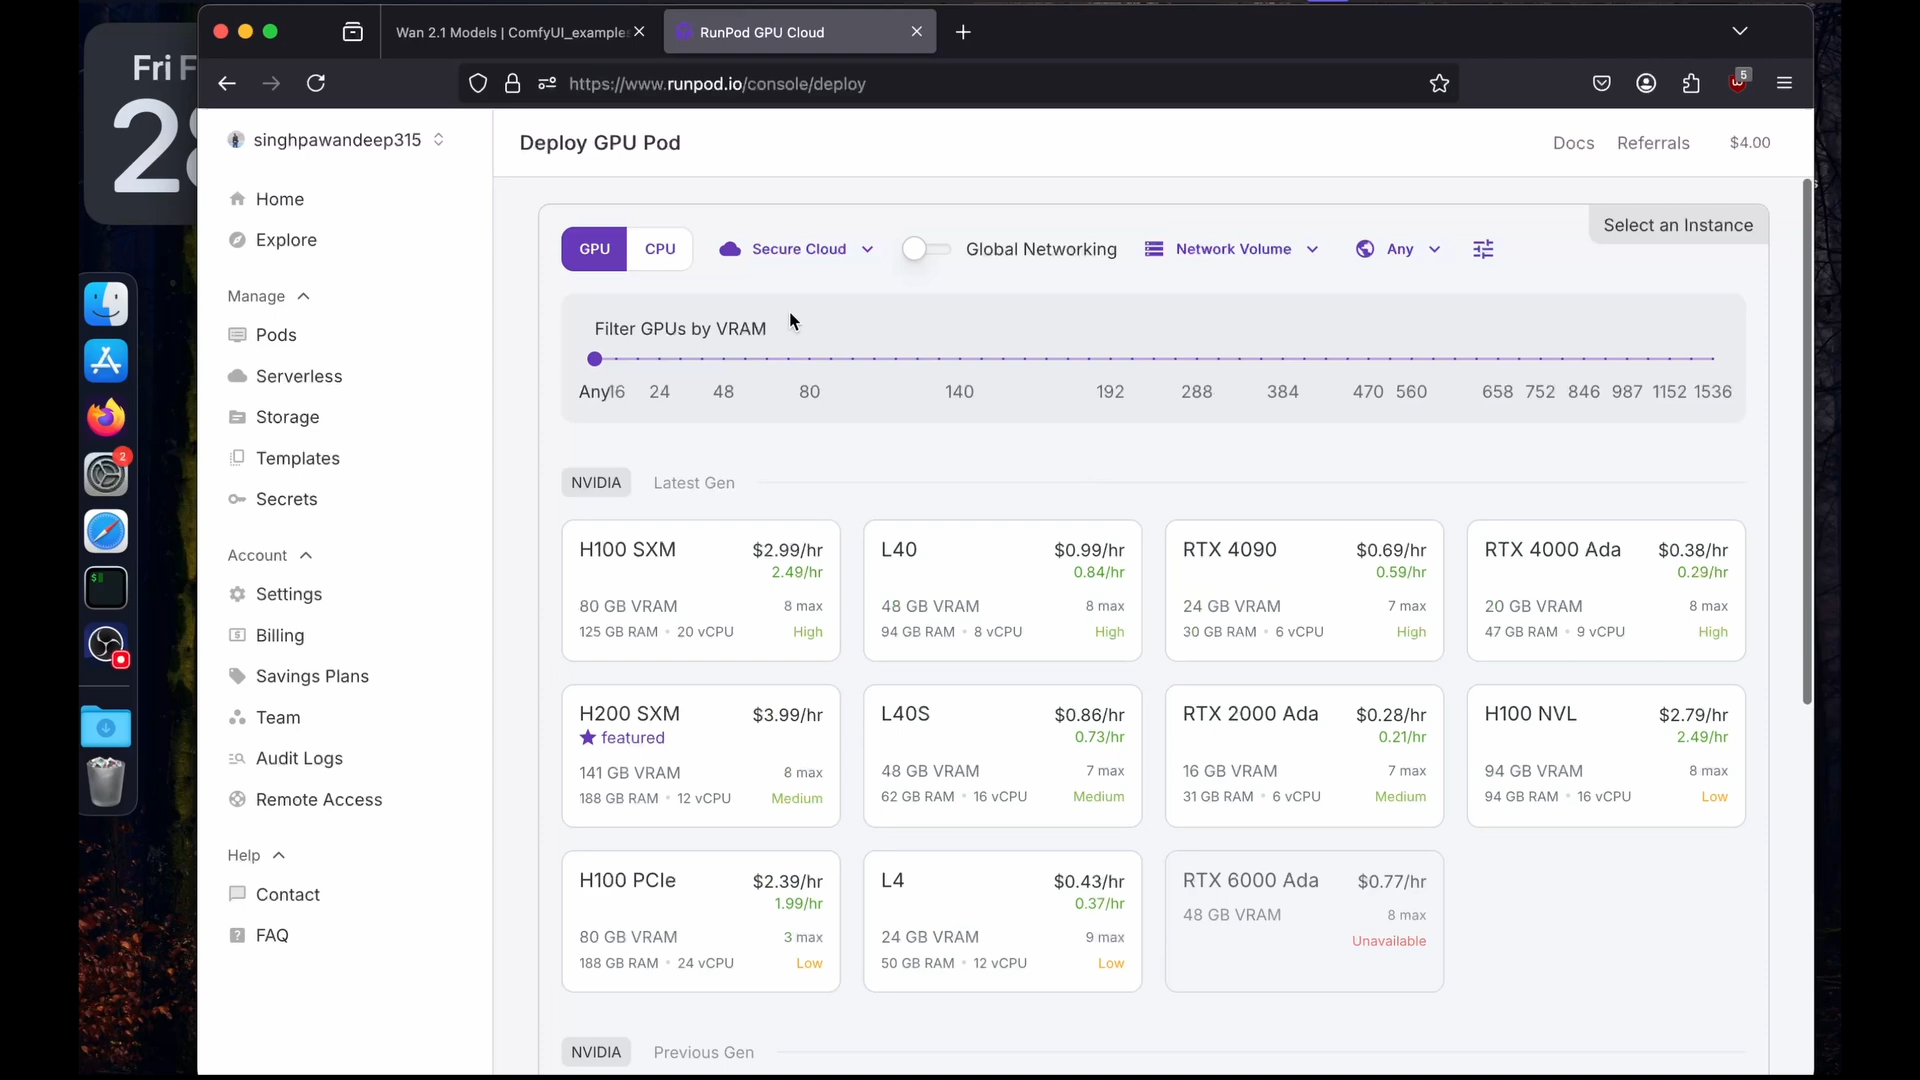 Fri F
28
Wan 2.1 Models | ComfyUI_examples
RunPod GPU Cloud
https://www.runpod.io/console/deploy
5
singhpawandeep315
Home
Explore
Manage
Pods
Serverless
Storage
Templates
Secrets
Account
Settings
Billing
Savings Plans
Team
Audit Logs
Remote Access
Help
Contact
FAQ
2
Deploy GPU Pod
Docs
Referrals
$4.00
Select an Instance
GPU
CPU
Secure Cloud
Global Networking
Network Volume
Any
Filter GPUs by VRAM
Any 16 24 48 80 140 192 288 384 470 560 658 752 846 987 1152 1536
NVIDIA Latest Gen
H100 SXM $2.99/hr
2.49/hr
80 GB VRAM 8 max
125 GB RAM • 20 vCPU High
L40 $0.99/hr
0.84/hr
48 GB VRAM 8 max
94 GB RAM • 8 vCPU High
RTX 4090 $0.69/hr
0.59/hr
24 GB VRAM 7 max
30 GB RAM • 6 vCPU High
RTX 4000 Ada $0.38/hr
0.29/hr
20 GB VRAM 8 max
47 GB RAM • 9 vCPU High
H200 SXM $3.99/hr
featured
141 GB VRAM 8 max
188 GB RAM • 12 vCPU Medium
L40S $0.86/hr
0.73/hr
48 GB VRAM 7 max
62 GB RAM • 16 vCPU Medium
RTX 2000 Ada $0.28/hr
0.21/hr
16 GB VRAM 7 max
31 GB RAM • 6 vCPU Medium
H100 NVL $2.79/hr
2.49/hr
94 GB VRAM 8 max
94 GB RAM • 16 vCPU Low
H100 PCIe $2.39/hr
1.99/hr
80 GB VRAM 3 max
188 GB RAM • 24 vCPU Low
L4 $0.43/hr
0.37/hr
24 GB VRAM 9 max
50 GB RAM • 12 vCPU Low
RTX 6000 Ada $0.77/hr
48 GB VRAM 8 max
Unavailable
NVIDIA Previous Gen